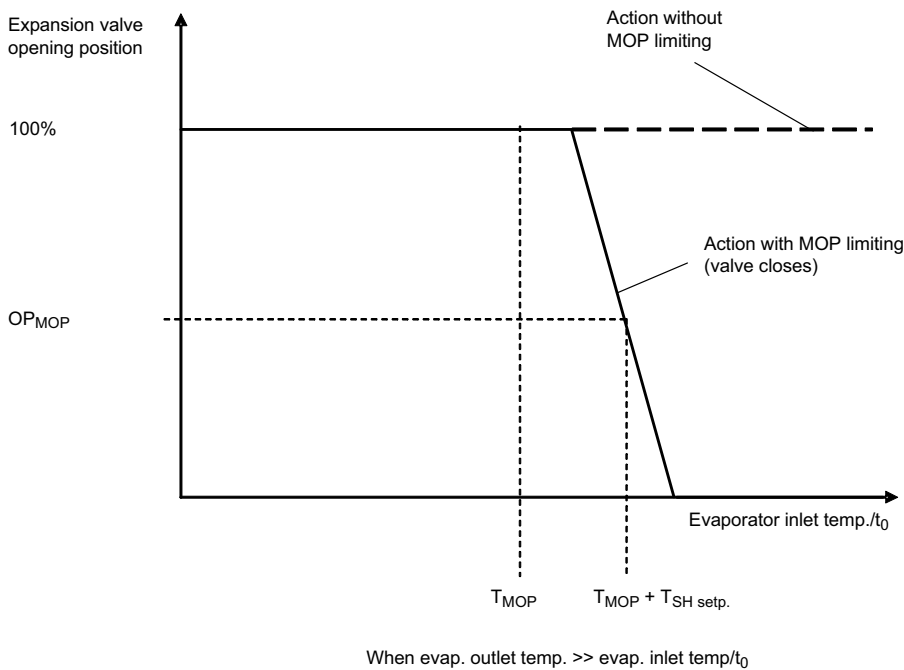 Expansion valve
opening position
Action without
MOP limiting
100%
Action with MOP limiting
(valve closes)
OPMOP
Evaporator inlet temp./t0
TMOP
TMOP + TSH setp.
When evap. outlet temp. >> evap. inlet temp/t0